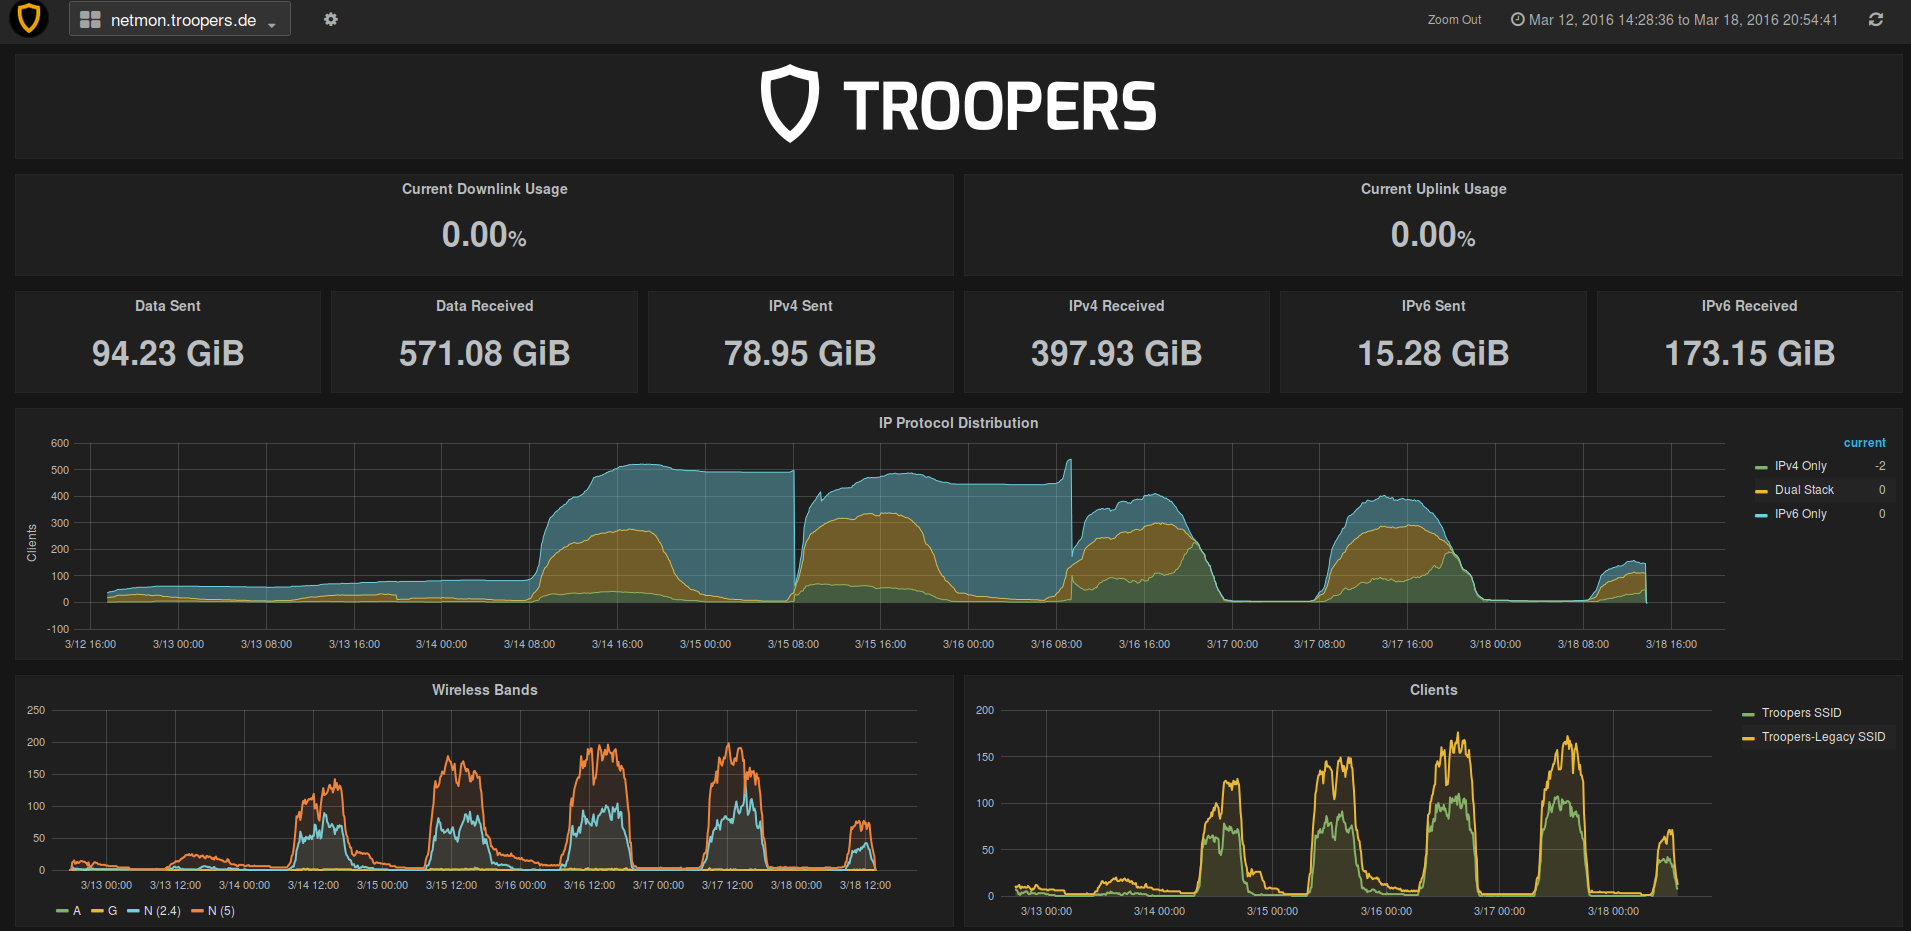 netmon.troopers.de
Zoom Out Mar 12, 2016 14:28:36 to Mar 18, 2016 20:54:41
TROOPERS
Current Downlink Usage
0.00%
Current Uplink Usage
0.00%
Data Sent
94.23 GiB
Data Received
571.08 GiB
IPv4 Sent
78.95 GiB
IPv4 Received
397.93 GiB
IPv6 Sent
15.28 GiB
IPv6 Received
173.15 GiB
IP Protocol Distribution
Clients
600
500
400
300
200
100
0
-100
3/12 16:00 3/13 00:00 3/13 08:00 3/13 16:00 3/14 00:00 3/14 08:00 3/14 16:00 3/15 00:00 3/15 08:00 3/15 16:00 3/16 00:00 3/16 08:00 3/16 16:00 3/17 00:00 3/17 08:00 3/17 16:00 3/18 00:00 3/18 08:00 3/18 16:00
current
IPv4 Only -2
Dual Stack 0
IPv6 Only 0
Wireless Bands
250
200
150
100
50
0
3/13 00:00 3/13 12:00 3/14 00:00 3/14 12:00 3/15 00:00 3/15 12:00 3/16 00:00 3/16 12:00 3/17 00:00 3/17 12:00 3/18 00:00 3/18 12:00
A G N (2.4) N (5)
Clients
200
150
100
50
0
3/13 00:00 3/14 00:00 3/15 00:00 3/16 00:00 3/17 00:00 3/18 00:00
Troopers SSID
Troopers-Legacy SSID